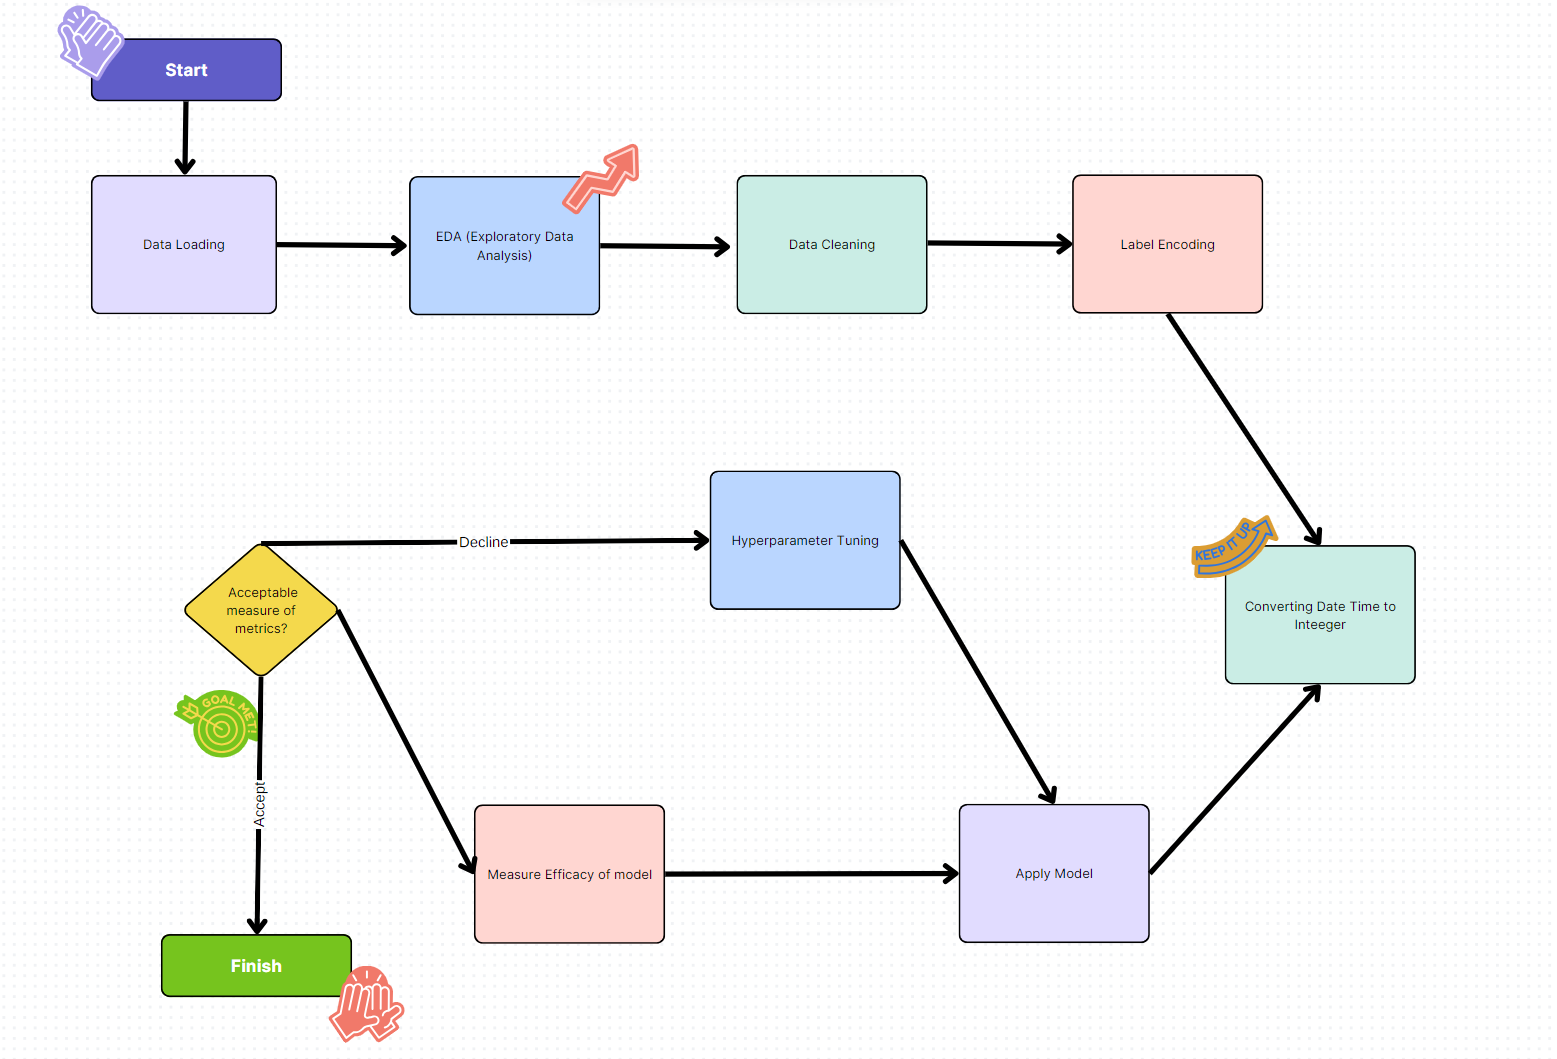 Start
Data Loading
EDA (Exploratory Data
Analysis)
Data Cleaning
Label Encoding
Decline
Hyperparameter Tuning
KEEP IT UP
Acceptable
measure of
metrics?
Converting Date Time to
Inteeger
GOAL MET!
Accept
Measure Efficacy of model
Apply Model
Finish